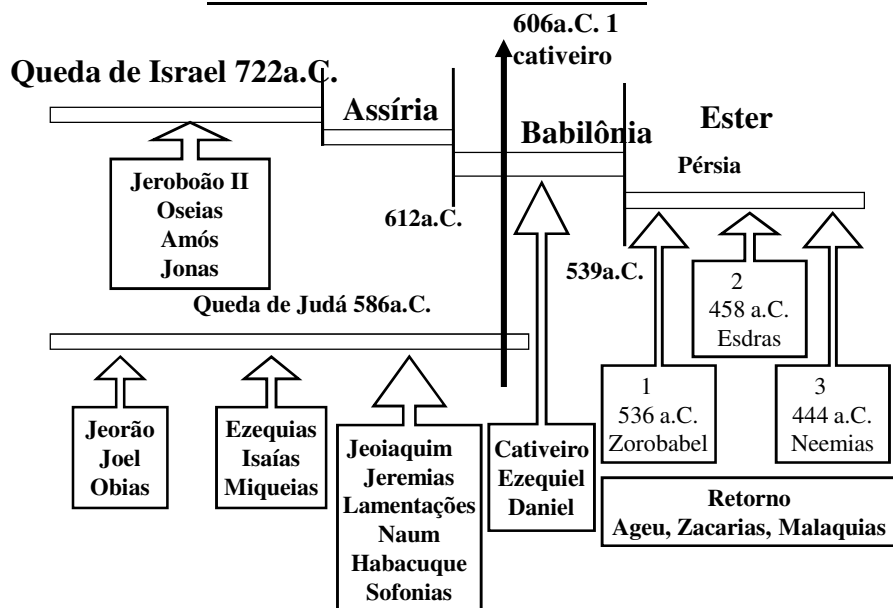 606a.C. 1
cativeiro
Queda de Israel 722a.C.
Assíria
Babilônia
Ester
Pérsia
Jeroboão II
Oseias
Amós
Jonas
612a.C.
539a.C.
Queda de Judá 586a.C.
2
458 a.C.
Esdras
1
536 a.C.
Zorobabel
3
444 a.C.
Neemias
Jeorão
Joel
Obias
Ezequias
Isaías
Miqueias
Jeoiaquim
Jeremias
Lamentações
Naum
Habacuque
Sofonias
Cativeiro
Ezequiel
Daniel
Retorno
Ageu, Zacarias, Malaquias